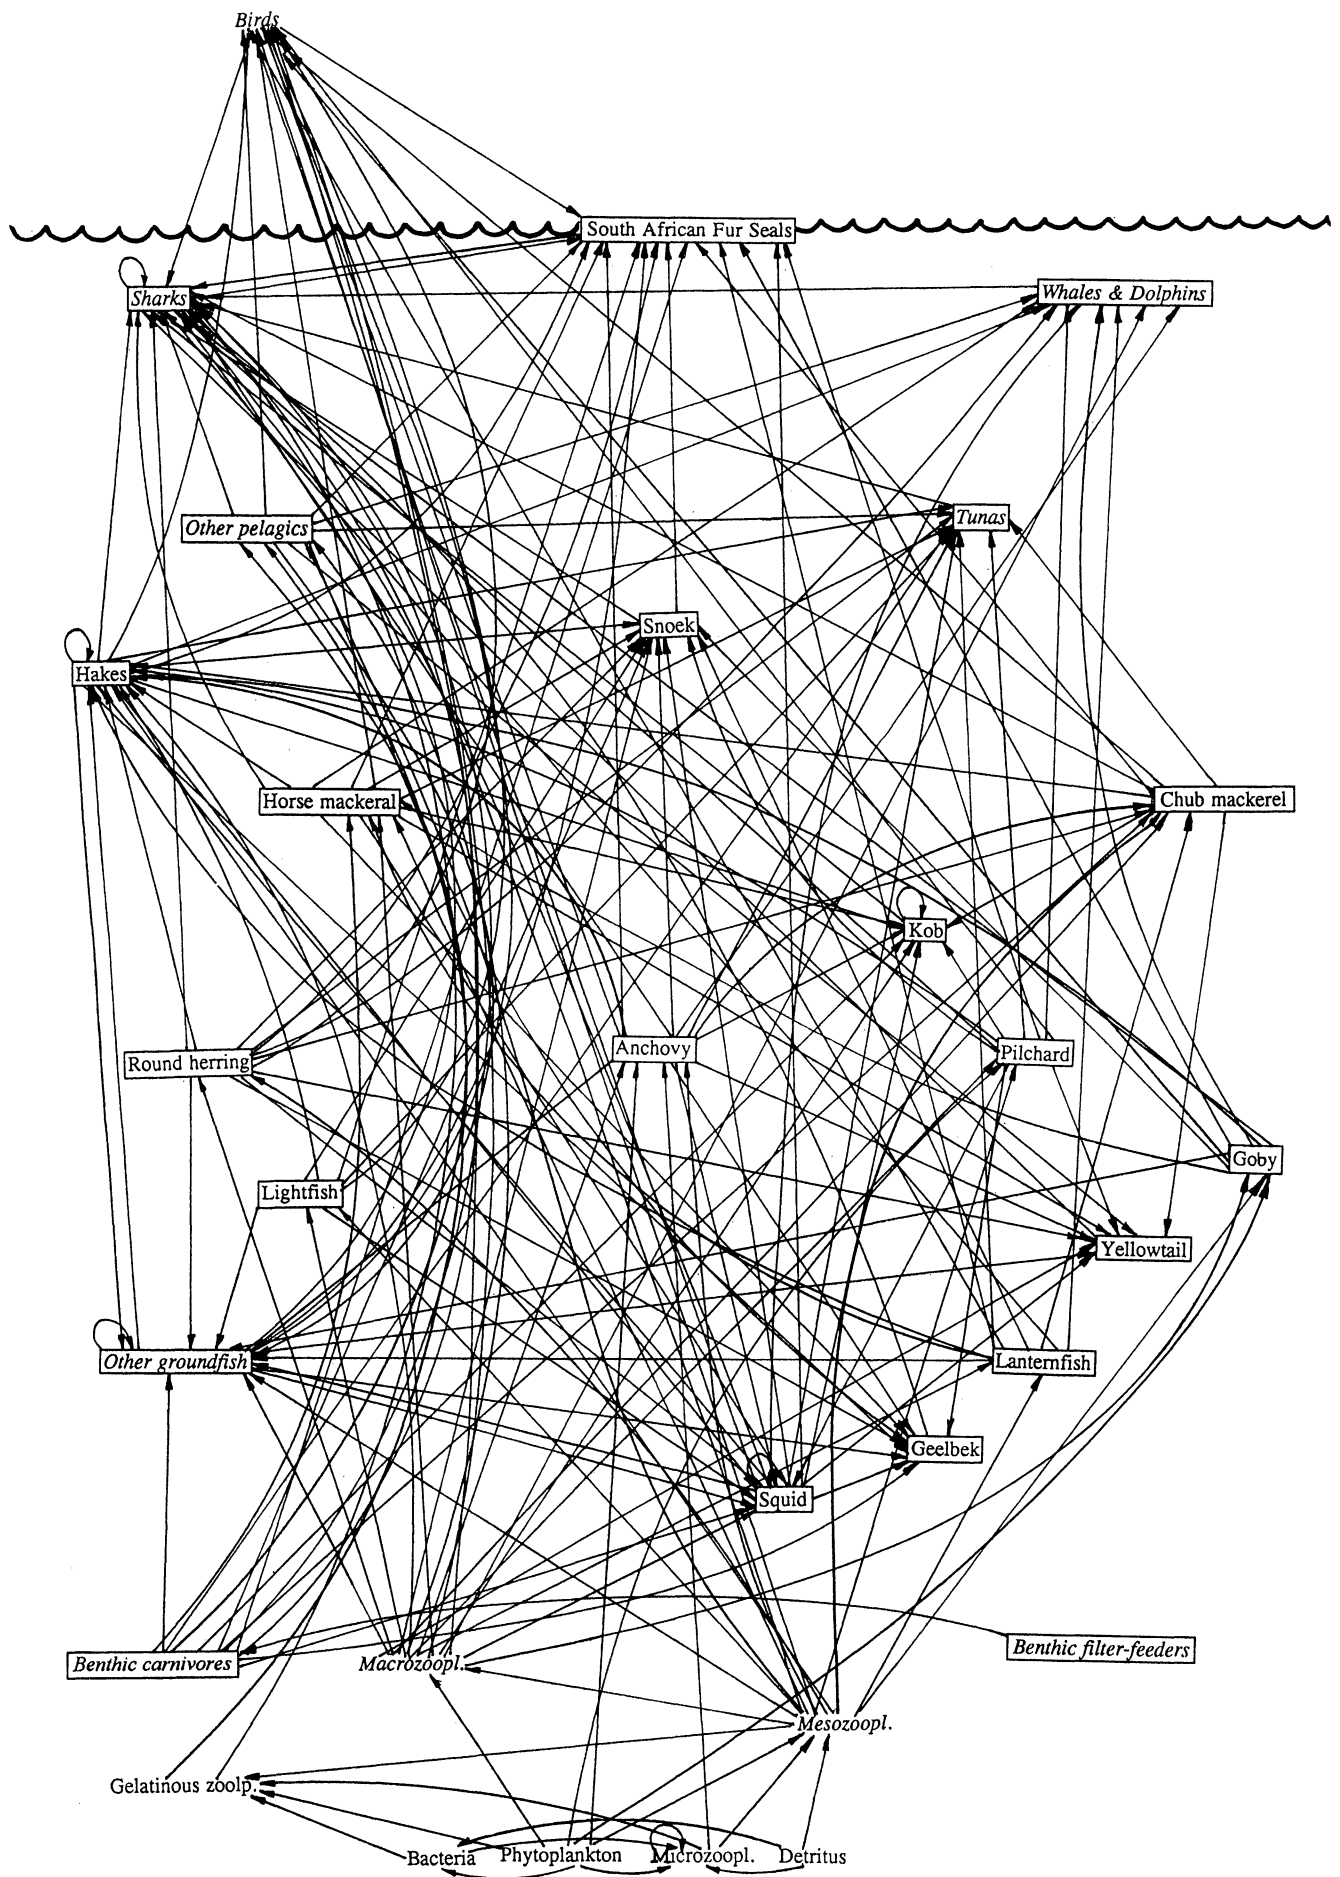 Birds
South African Fur Seals
Sharks
Whales & Dolphins
Other pelagics
Tunas
Snoek
Hakes
Horse mackeral
Chub mackerel
Kob
Round herring
Anchovy
Pilchard
Goby
Lightfish
Yellowtail
Other groundfish
Lanternfish
Geelbek
Squid
Benthic carnivores
Macrozoopl.
Benthic filter-feeders
Mesozoopl.
Gelatinous zoolp.
Bacteria
Phytoplankton
Microzoopl.
Detritus